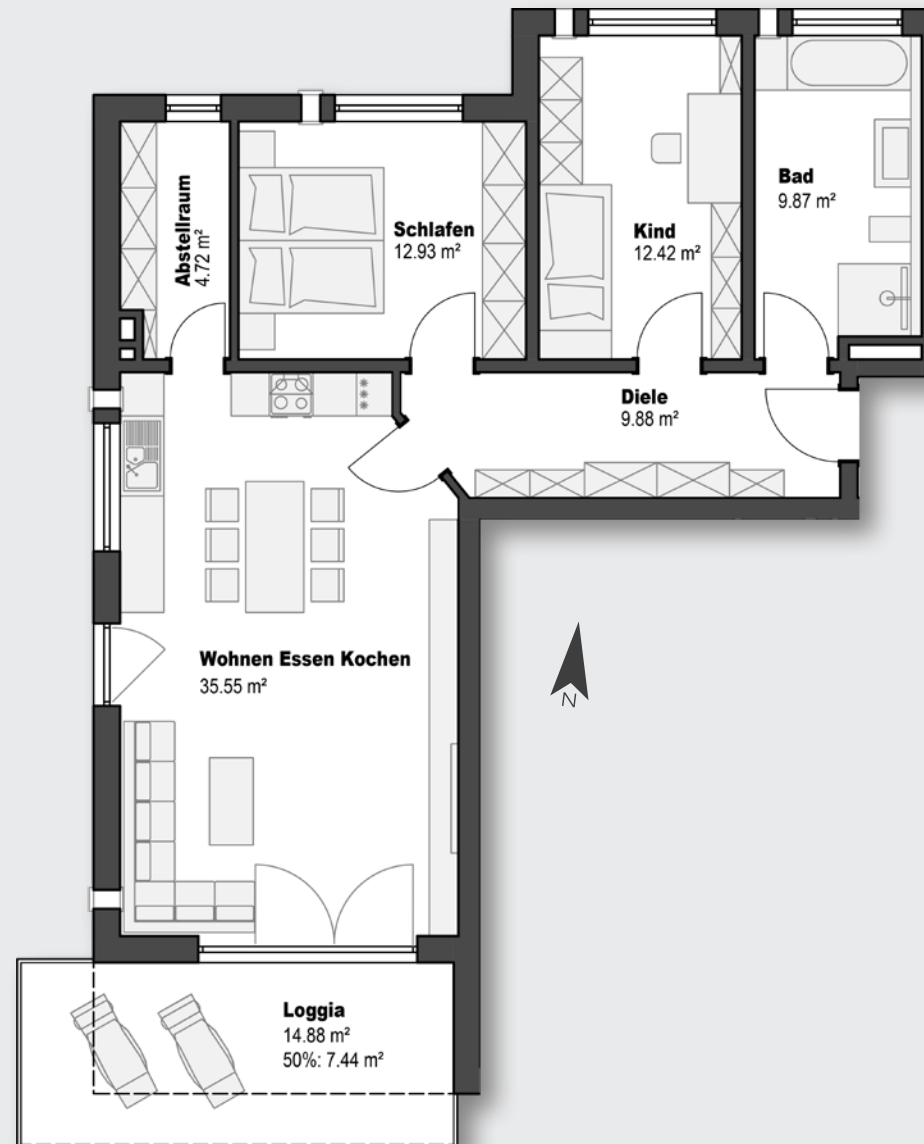 Abstellraum
4.72 m²
Schlafen
12.93 m²
Kind
12.42 m²
Bad
9.87 m²
Diele
9.88 m²
Wohnen Essen Kochen
35.55 m²
N
Loggia
14.88 m²
50%: 7.44 m²